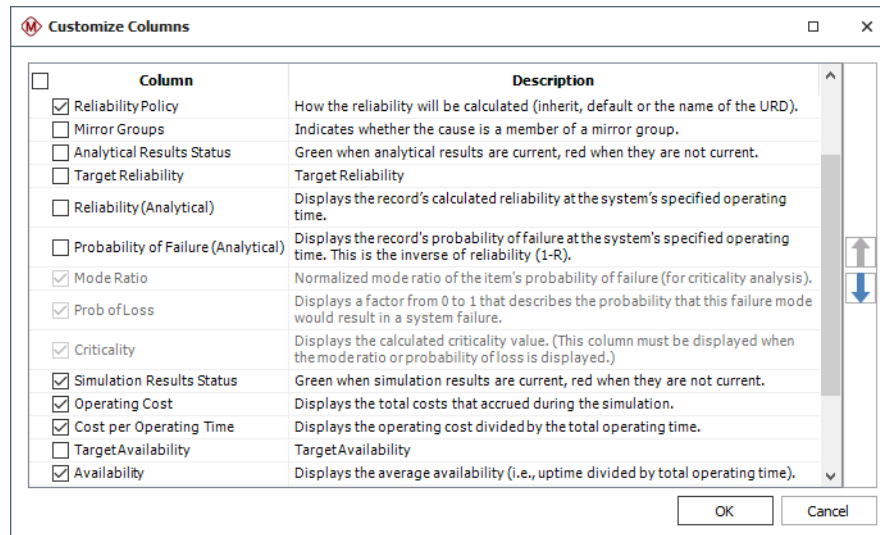 Customize Columns
Column Description
Reliability Policy How the reliability will be calculated (inherit, default or the name of the URD).
Mirror Groups Indicates whether the cause is a member of a mirror group.
Analytical Results Status Green when analytical results are current, red when they are not current.
Target Reliability Target Reliability
Reliability (Analytical) Displays the record's calculated reliability at the system's specified operating
time.
Probability of Failure (Analytical) Displays the record's probability of failure at the system's specified operating
time. This is the inverse of reliability (1-R).
Mode Ratio Normalized mode ratio of the item's probability of failure (for criticality analysis).
Prob of Loss Displays a factor from 0 to 1 that describes the probability that this failure mode
would result in a system failure.
Criticality Displays the calculated criticality value. (This column must be displayed when
the mode ratio or probability of loss is displayed.)
Simulation Results Status Green when simulation results are current, red when they are not current.
Operating Cost Displays the total costs that accrued during the simulation.
Cost per Operating Time Displays the operating cost divided by the total operating time.
Target Availability Target Availability
Availability Displays the average availability (i.e., uptime divided by total operating time).
OK Cancel